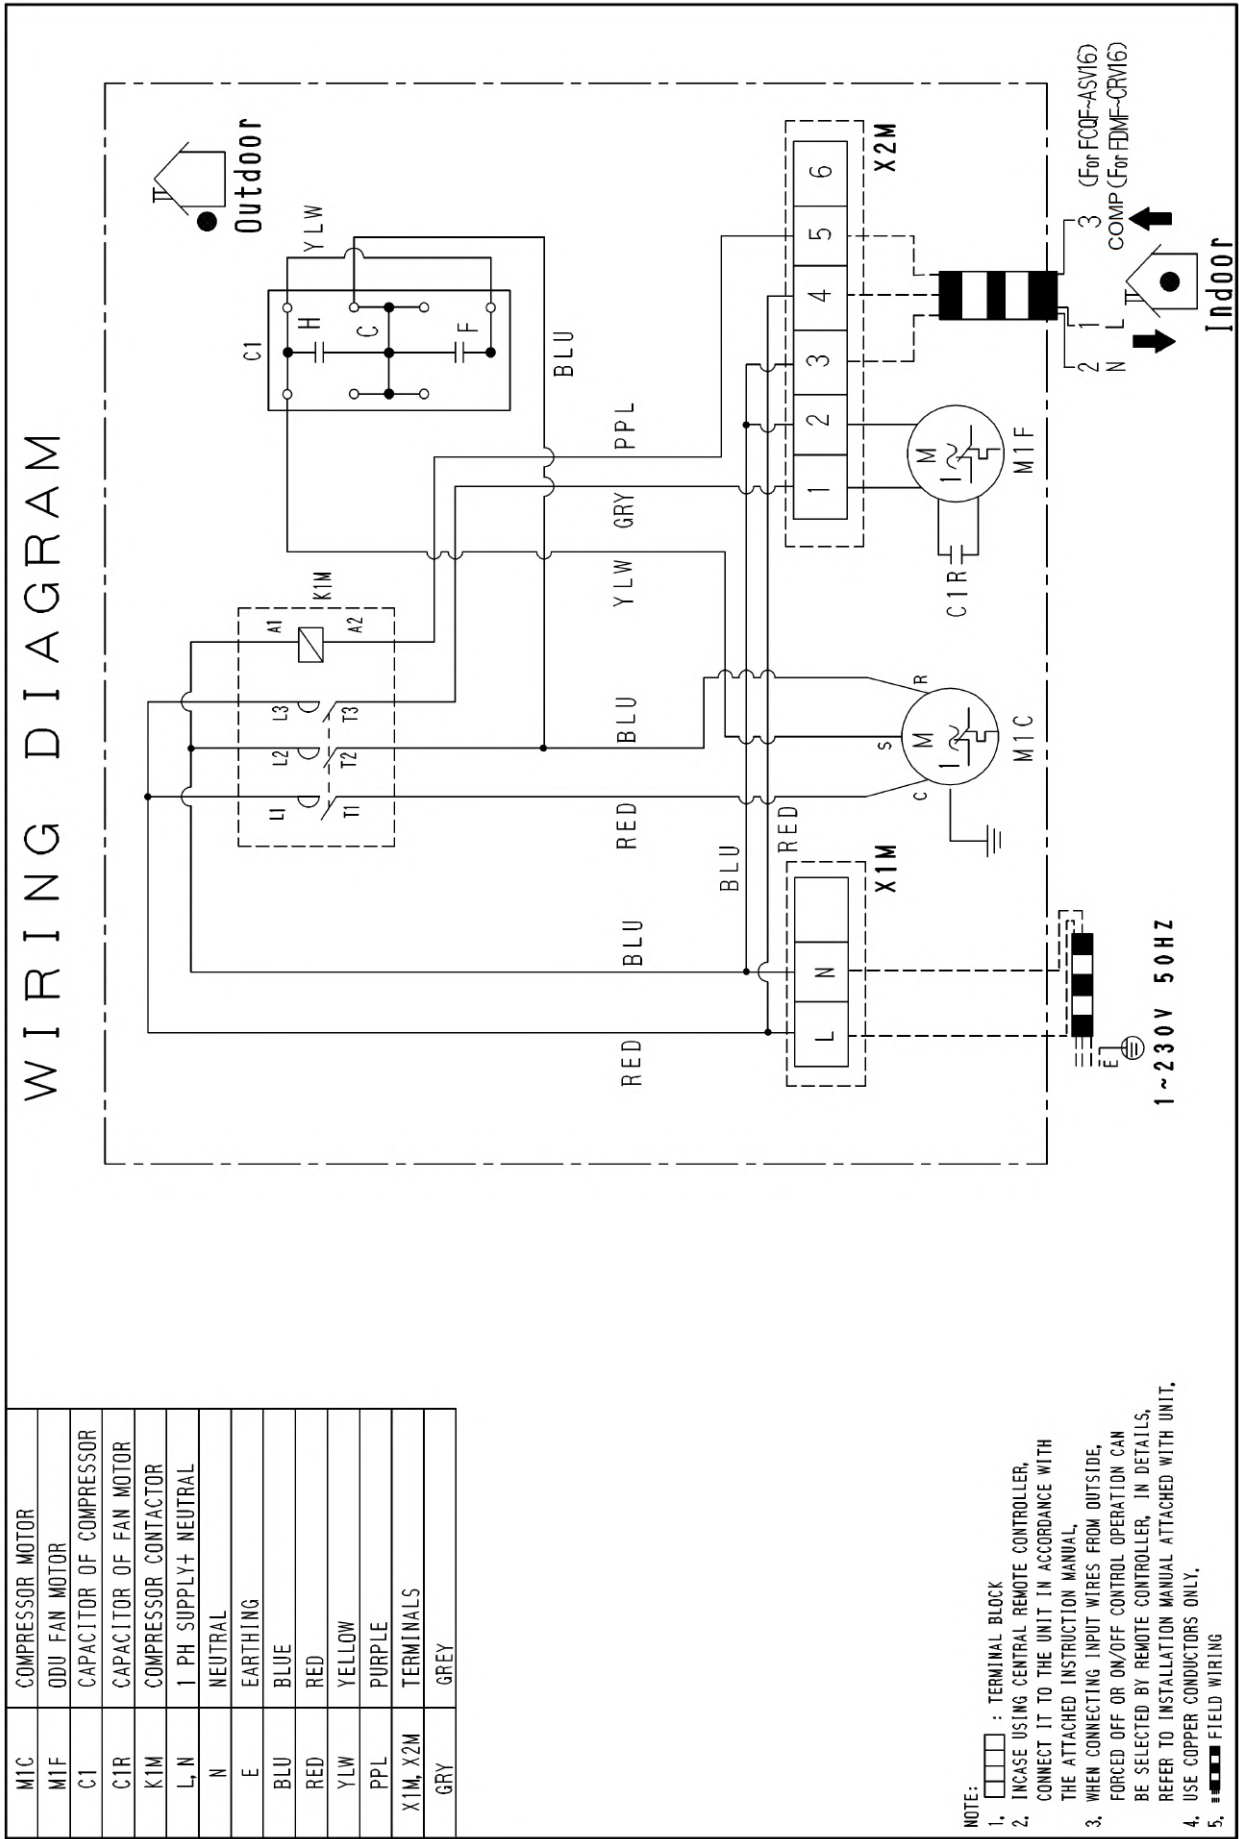 WIRING DIAGRAM
Outdoor
YLW
C1
H
C
F
BLU
K1M
A1
A2
L3
T3
L2
T2
L1
T1
PPL
GRY
YLW
BLU
RED
BLU
RED
BLU
RED
X2M
1 2 3 4 5 6
X1M
L N
M
1~
M1F
C1R
M
1~
M1C
C
S
R
3 (For FCQF~ASV16)
COMP (For FDMF~CRV16)
1
L
2
N
Indoor
E
1~230V 50HZ
M1C COMPRESSOR MOTOR
M1F ODU FAN MOTOR
C1 CAPACITOR OF COMPRESSOR
C1R CAPACITOR OF FAN MOTOR
K1M COMPRESSOR CONTACTOR
L, N 1 PH SUPPLY+ NEUTRAL
N NEUTRAL
E EARTHING
BLU BLUE
RED RED
YLW YELLOW
PPL PURPLE
X1M, X2M TERMINALS
GRY GREY
NOTE:
1. : TERMINAL BLOCK
2. INCASE USING CENTRAL REMOTE CONTROLLER,
CONNECT IT TO THE UNIT IN ACCORDANCE WITH
THE ATTACHED INSTRUCTION MANUAL,
3. WHEN CONNECTING INPUT WIRES FROM OUTSIDE,
FORCED OFF OR ON/OFF CONTROL OPERATION CAN
BE SELECTED BY REMOTE CONTROLLER, IN DETAILS,
REFER TO INSTALLATION MANUAL ATTACHED WITH UNIT,
4. USE COPPER CONDUCTORS ONLY,
5. FIELD WIRING